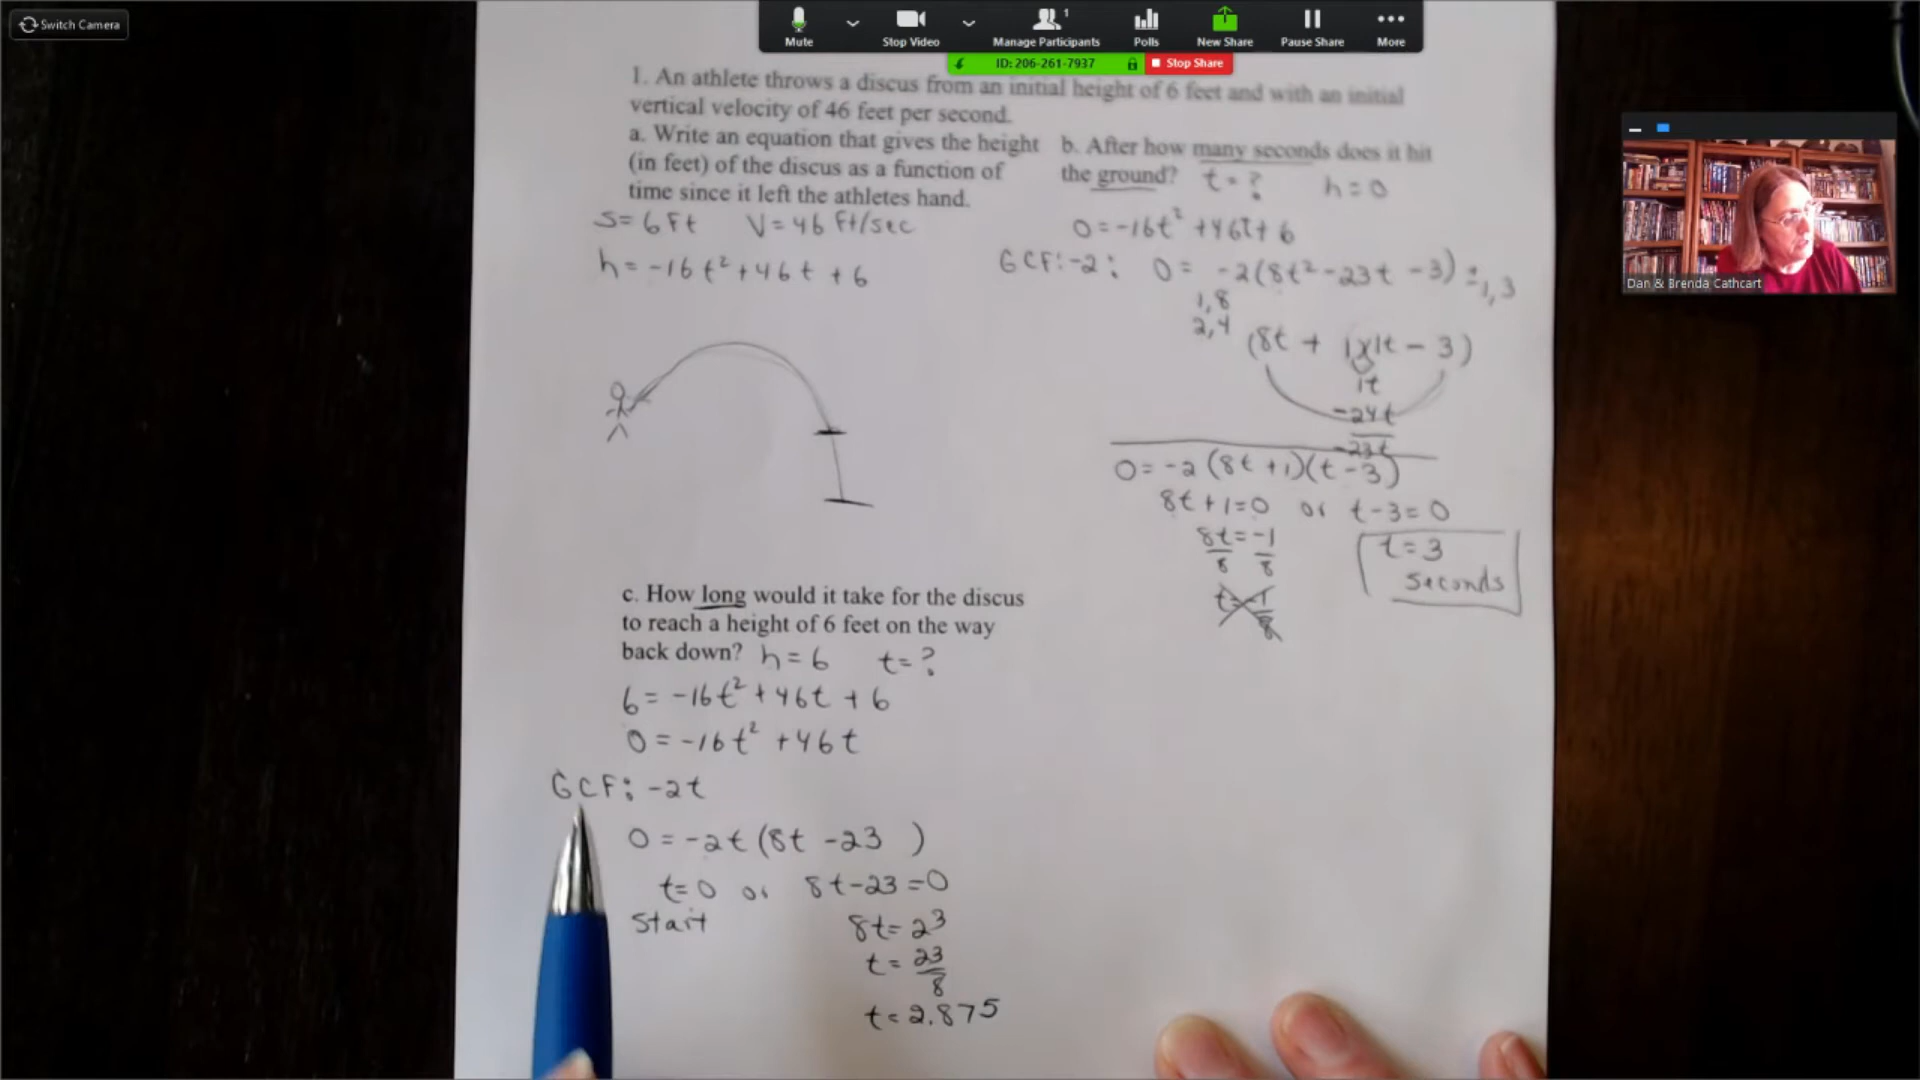 Switch Camera
Mute
Stop Video
Manage Participants
1
Polls
New Share
Pause Share
More
ID: 206-261-7937
Stop Share
1. An athlete throws a discus from an initial height of 6 feet and with an initial
vertical velocity of 46 feet per second.
a. Write an equation that gives the height
(in feet) of the discus as a function of
time since it left the athletes hand.
S=6 Ft V=46 Ft/sec
h=-16t²+46t+6
b. After how many seconds does it hit
the ground? t=? h=0
0=-16t²+46t+6
GCF:-2: 0= -2(8t²-23t-3) ±1,3
1,8
2,4
(8t + 1)(1t - 3)
1t
-24t
-23t
0=-2(8t+1)(t-3)
8t+1=0 or t-3=0
8t=-1
8 8
t=-1
8
t=3
seconds
c. How long would it take for the discus
to reach a height of 6 feet on the way
back down? h=6 t=?
6=-16t²+46t+6
0=-16t²+46t
GCF: -2t
0=-2t(8t-23 )
t=0 or 8t-23=0
Start
8t=23
t=23
8
t=2.875
Dan & Brenda Cathcart